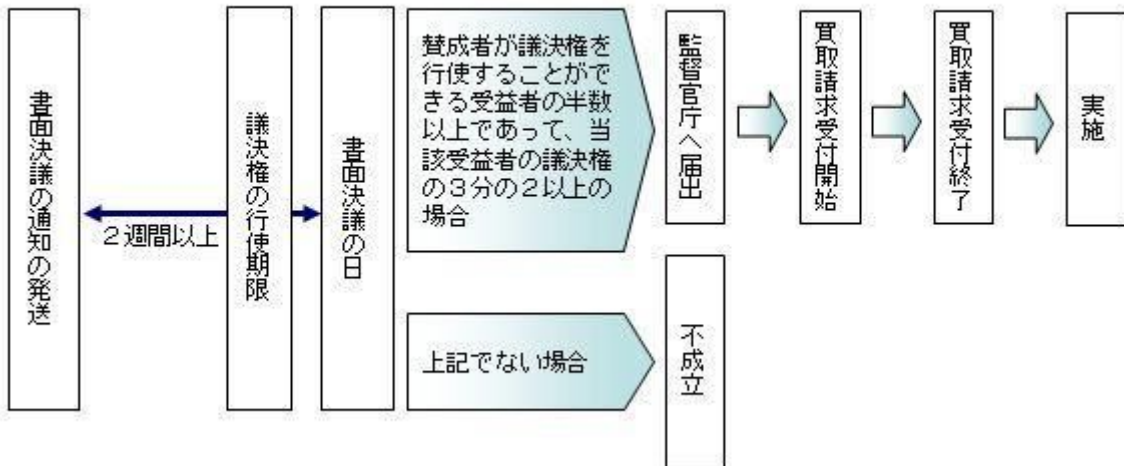 書面決議の通知の発送
２週間以上
議決権の行使期限
書面決議の日
賛成者が議決権を
行使することがで
きる受益者の半数
以上であって、当
該受益者の議決権
の３分の２以上の
場合
監督官庁へ届出
買取請求受付開始
買取請求受付終了
実施
上記でない場合
不成立